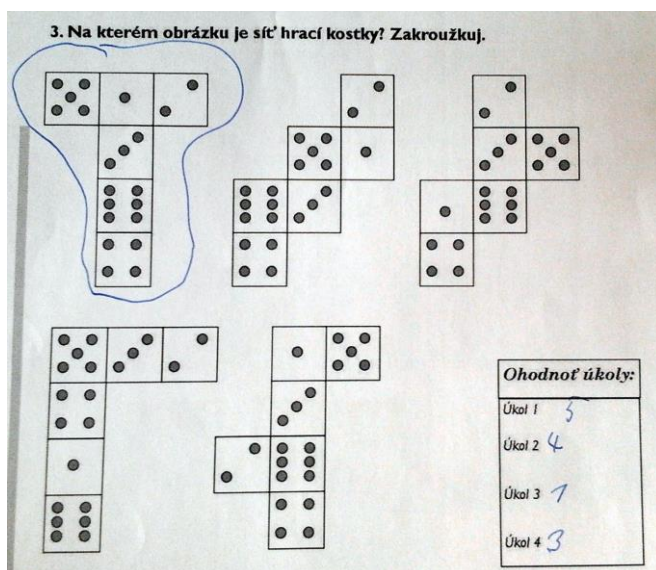 3. Na kterém obrázku je síť hrací kostky? Zakroužkuj.
Ohodnoť úkoly:
Úkol 1 5
Úkol 2 4
Úkol 3 1
Úkol 4 3